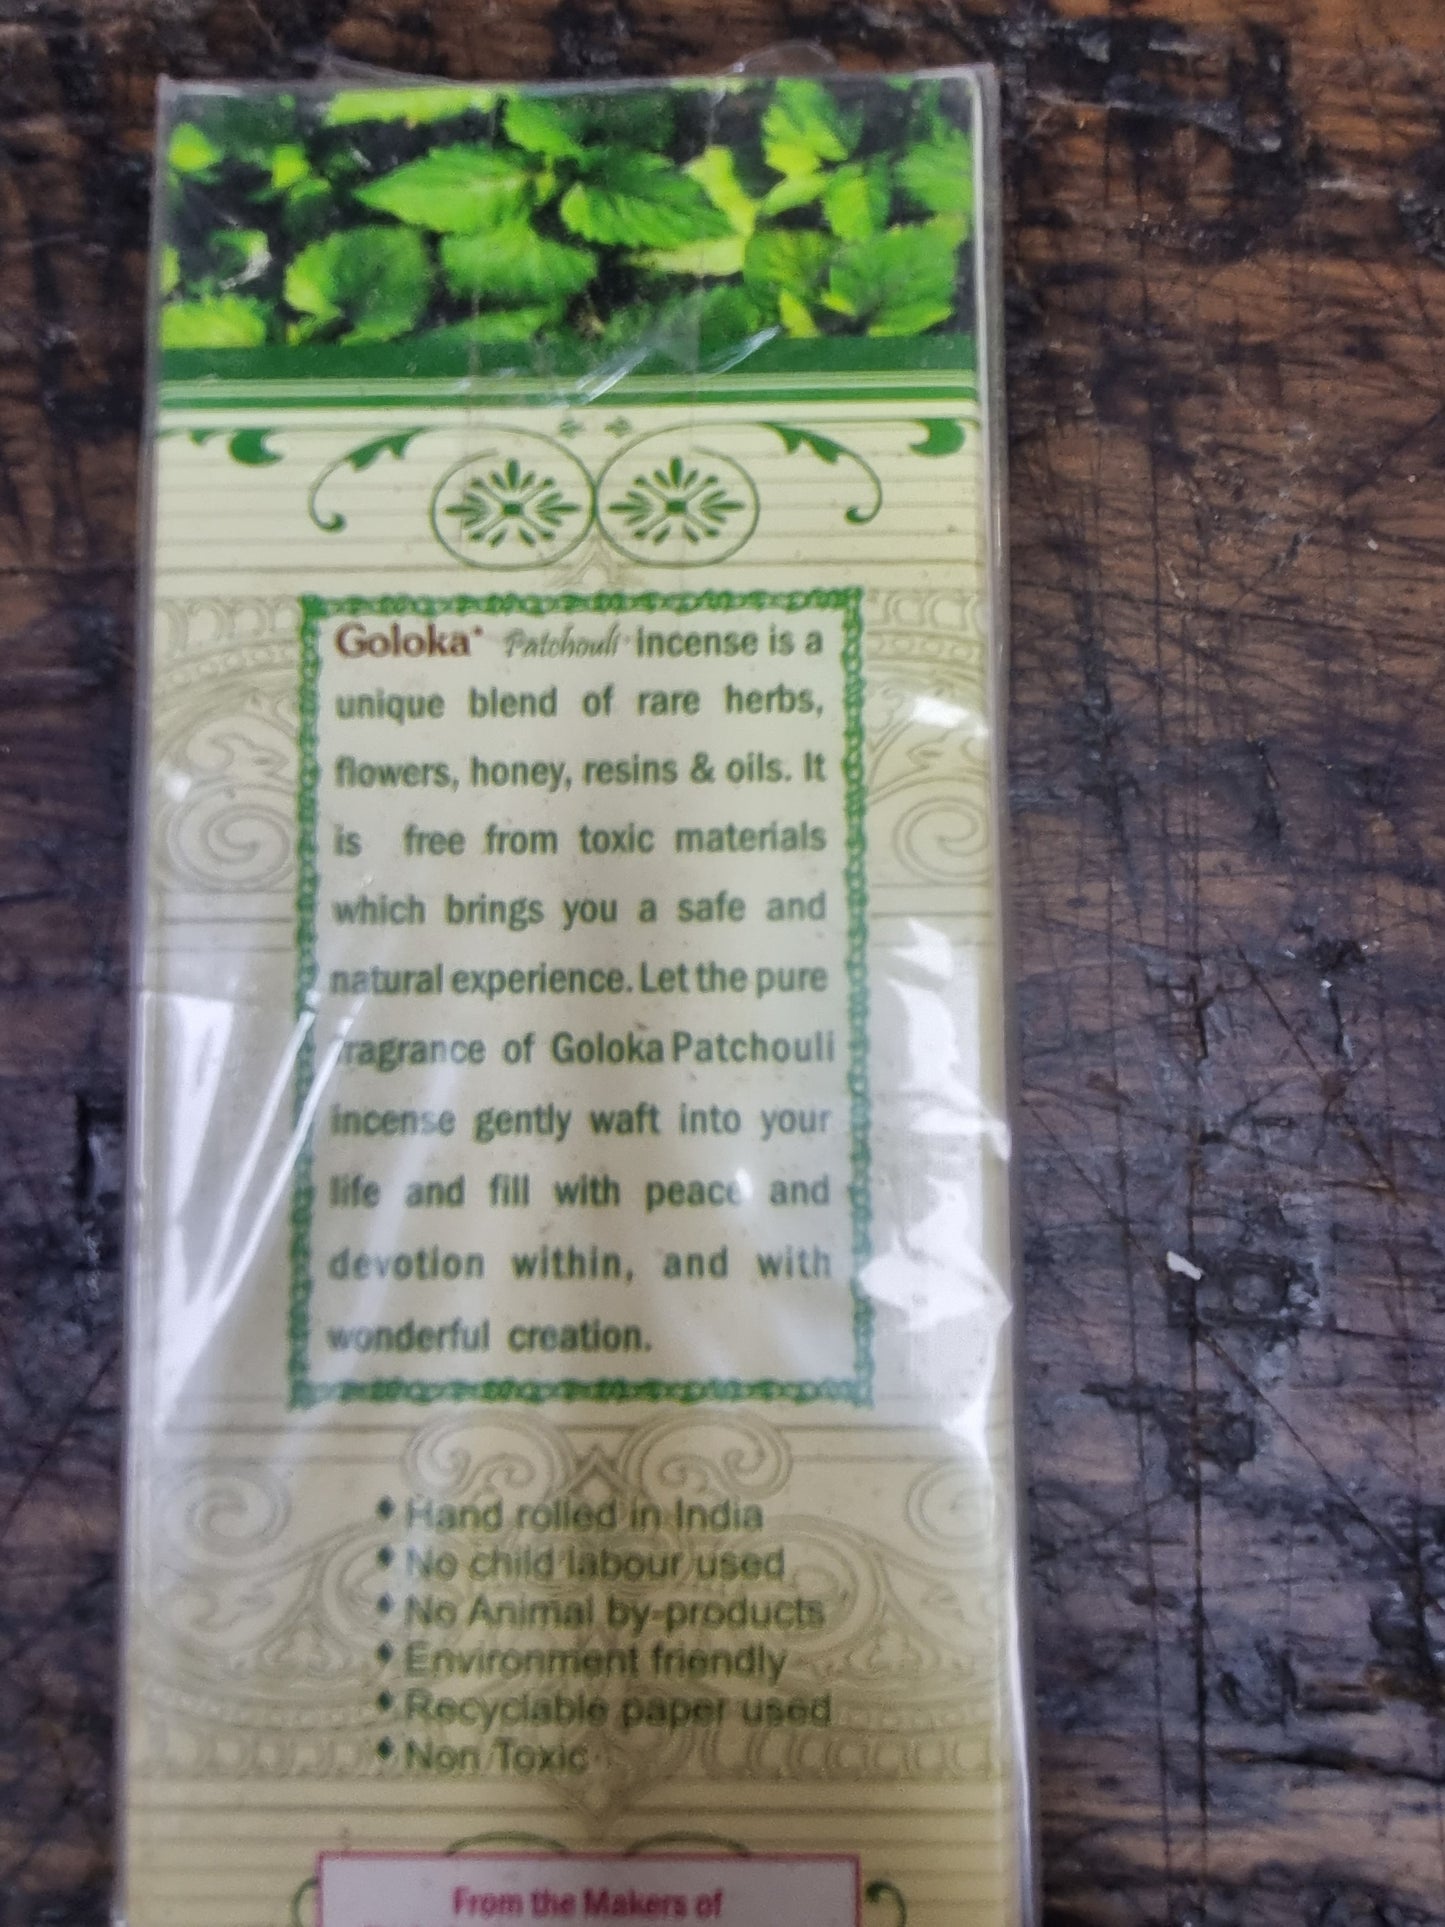 Goloka Patchouli incense is a
unique blend of rare herbs,
flowers, honey, resins & oils. It
is free from toxic materials
which brings you a safe and
natural experience. Let the pure
fragrance of Goloka Patchouli
incense gently waft into your
life and fill with peace and
devotion within, and with
wonderful creation.
♦ Hand rolled in India
♦ No child labour used
♦ No Animal by-products
♦ Environment friendly
♦ Recyclable paper used
♦ Non Toxic
From the Makers of